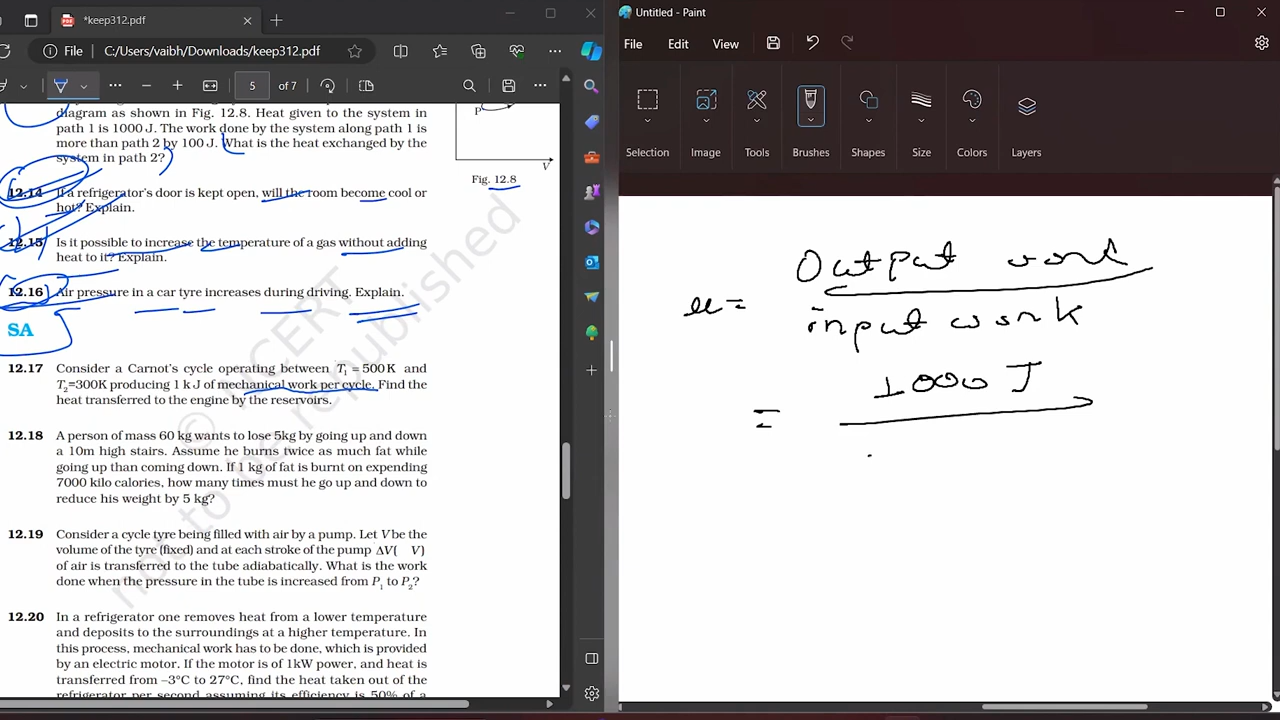 *keep312.pdf
File
C:/Users/vaibh/Downloads/keep312.pdf
5 of 7
diagram as shown in Fig. 12.8. Heat given to the system in
path 1 is 1000 J. The work done by the system along path 1 is
more than path 2 by 100 J. What is the heat exchanged by the
system in path 2?
P
V
Fig. 12.8
12.14 If a refrigerator's door is kept open, will the room become cool or
hot? Explain.
12.15 Is it possible to increase the temperature of a gas without adding
heat to it? Explain.
12.16 Air pressure in a car tyre increases during driving. Explain.
SA
12.17 Consider a Carnot's cycle operating between T1 = 500K and
T2=300K producing 1 k J of mechanical work per cycle. Find the
heat transferred to the engine by the reservoirs.
12.18 A person of mass 60 kg wants to lose 5kg by going up and down
a 10m high stairs. Assume he burns twice as much fat while
going up than coming down. If 1 kg of fat is burnt on expending
7000 kilo calories, how many times must he go up and down to
reduce his weight by 5 kg?
12.19 Consider a cycle tyre being filled with air by a pump. Let V be the
volume of the tyre (fixed) and at each stroke of the pump ΔV( V)
of air is transferred to the tube adiabatically. What is the work
done when the pressure in the tube is increased from P1 to P2?
12.20 In a refrigerator one removes heat from a lower temperature
and deposits to the surroundings at a higher temperature. In
this process, mechanical work has to be done, which is provided
by an electric motor. If the motor is of 1kW power, and heat is
transferred from –3°C to 27°C, find the heat taken out of the
refrigerator per second assuming its efficiency is 50% of a
not to be republished
Untitled - Paint
File Edit View
Selection Image Tools Brushes Shapes Size Colors Layers
Output work
=
input work
= 1000 J